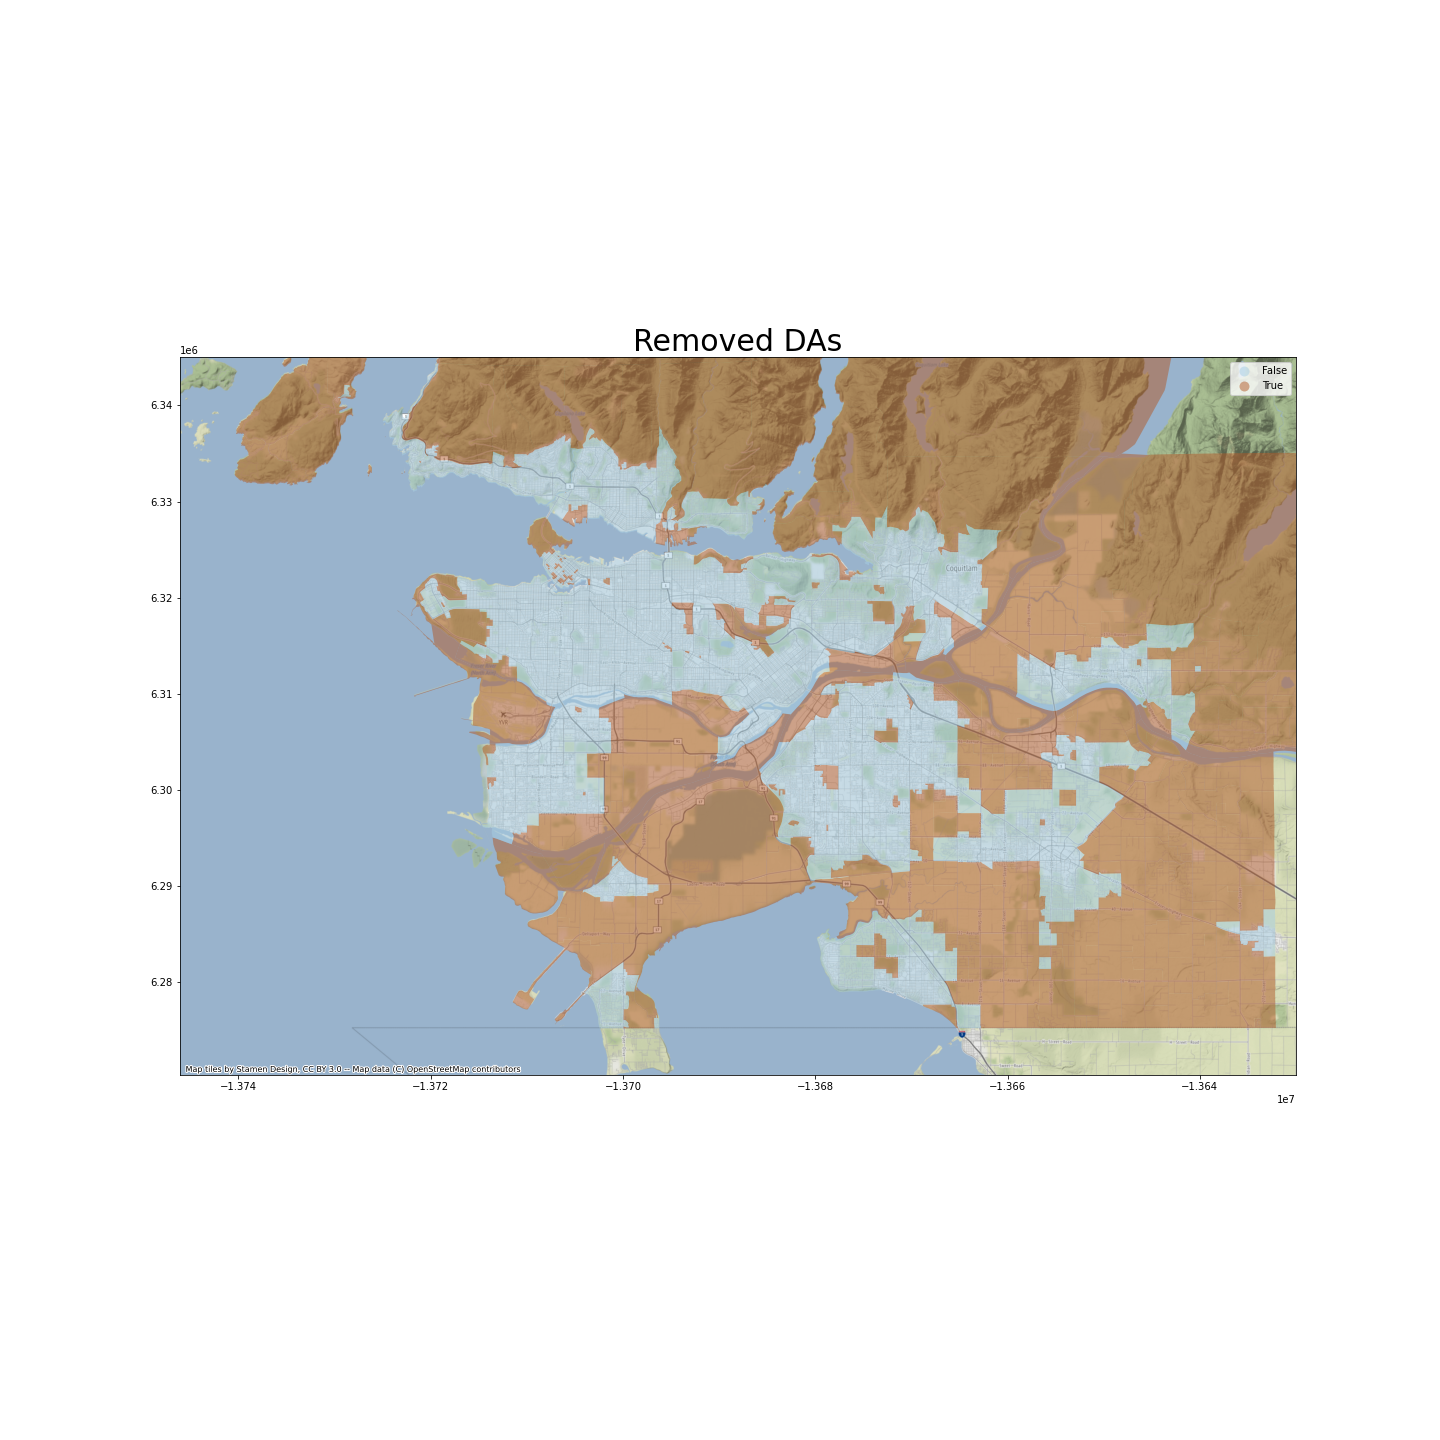 Removed DAs
1e6
False
True
6.34
6.33
6.32
6.31
6.30
6.29
6.28
Coquitlam
YVR
Map tiles by Stamen Design, CC BY 3.0 -- Map data (C) OpenStreetMap contributors
−1.374
−1.372
−1.370
−1.368
−1.366
−1.364
1e7